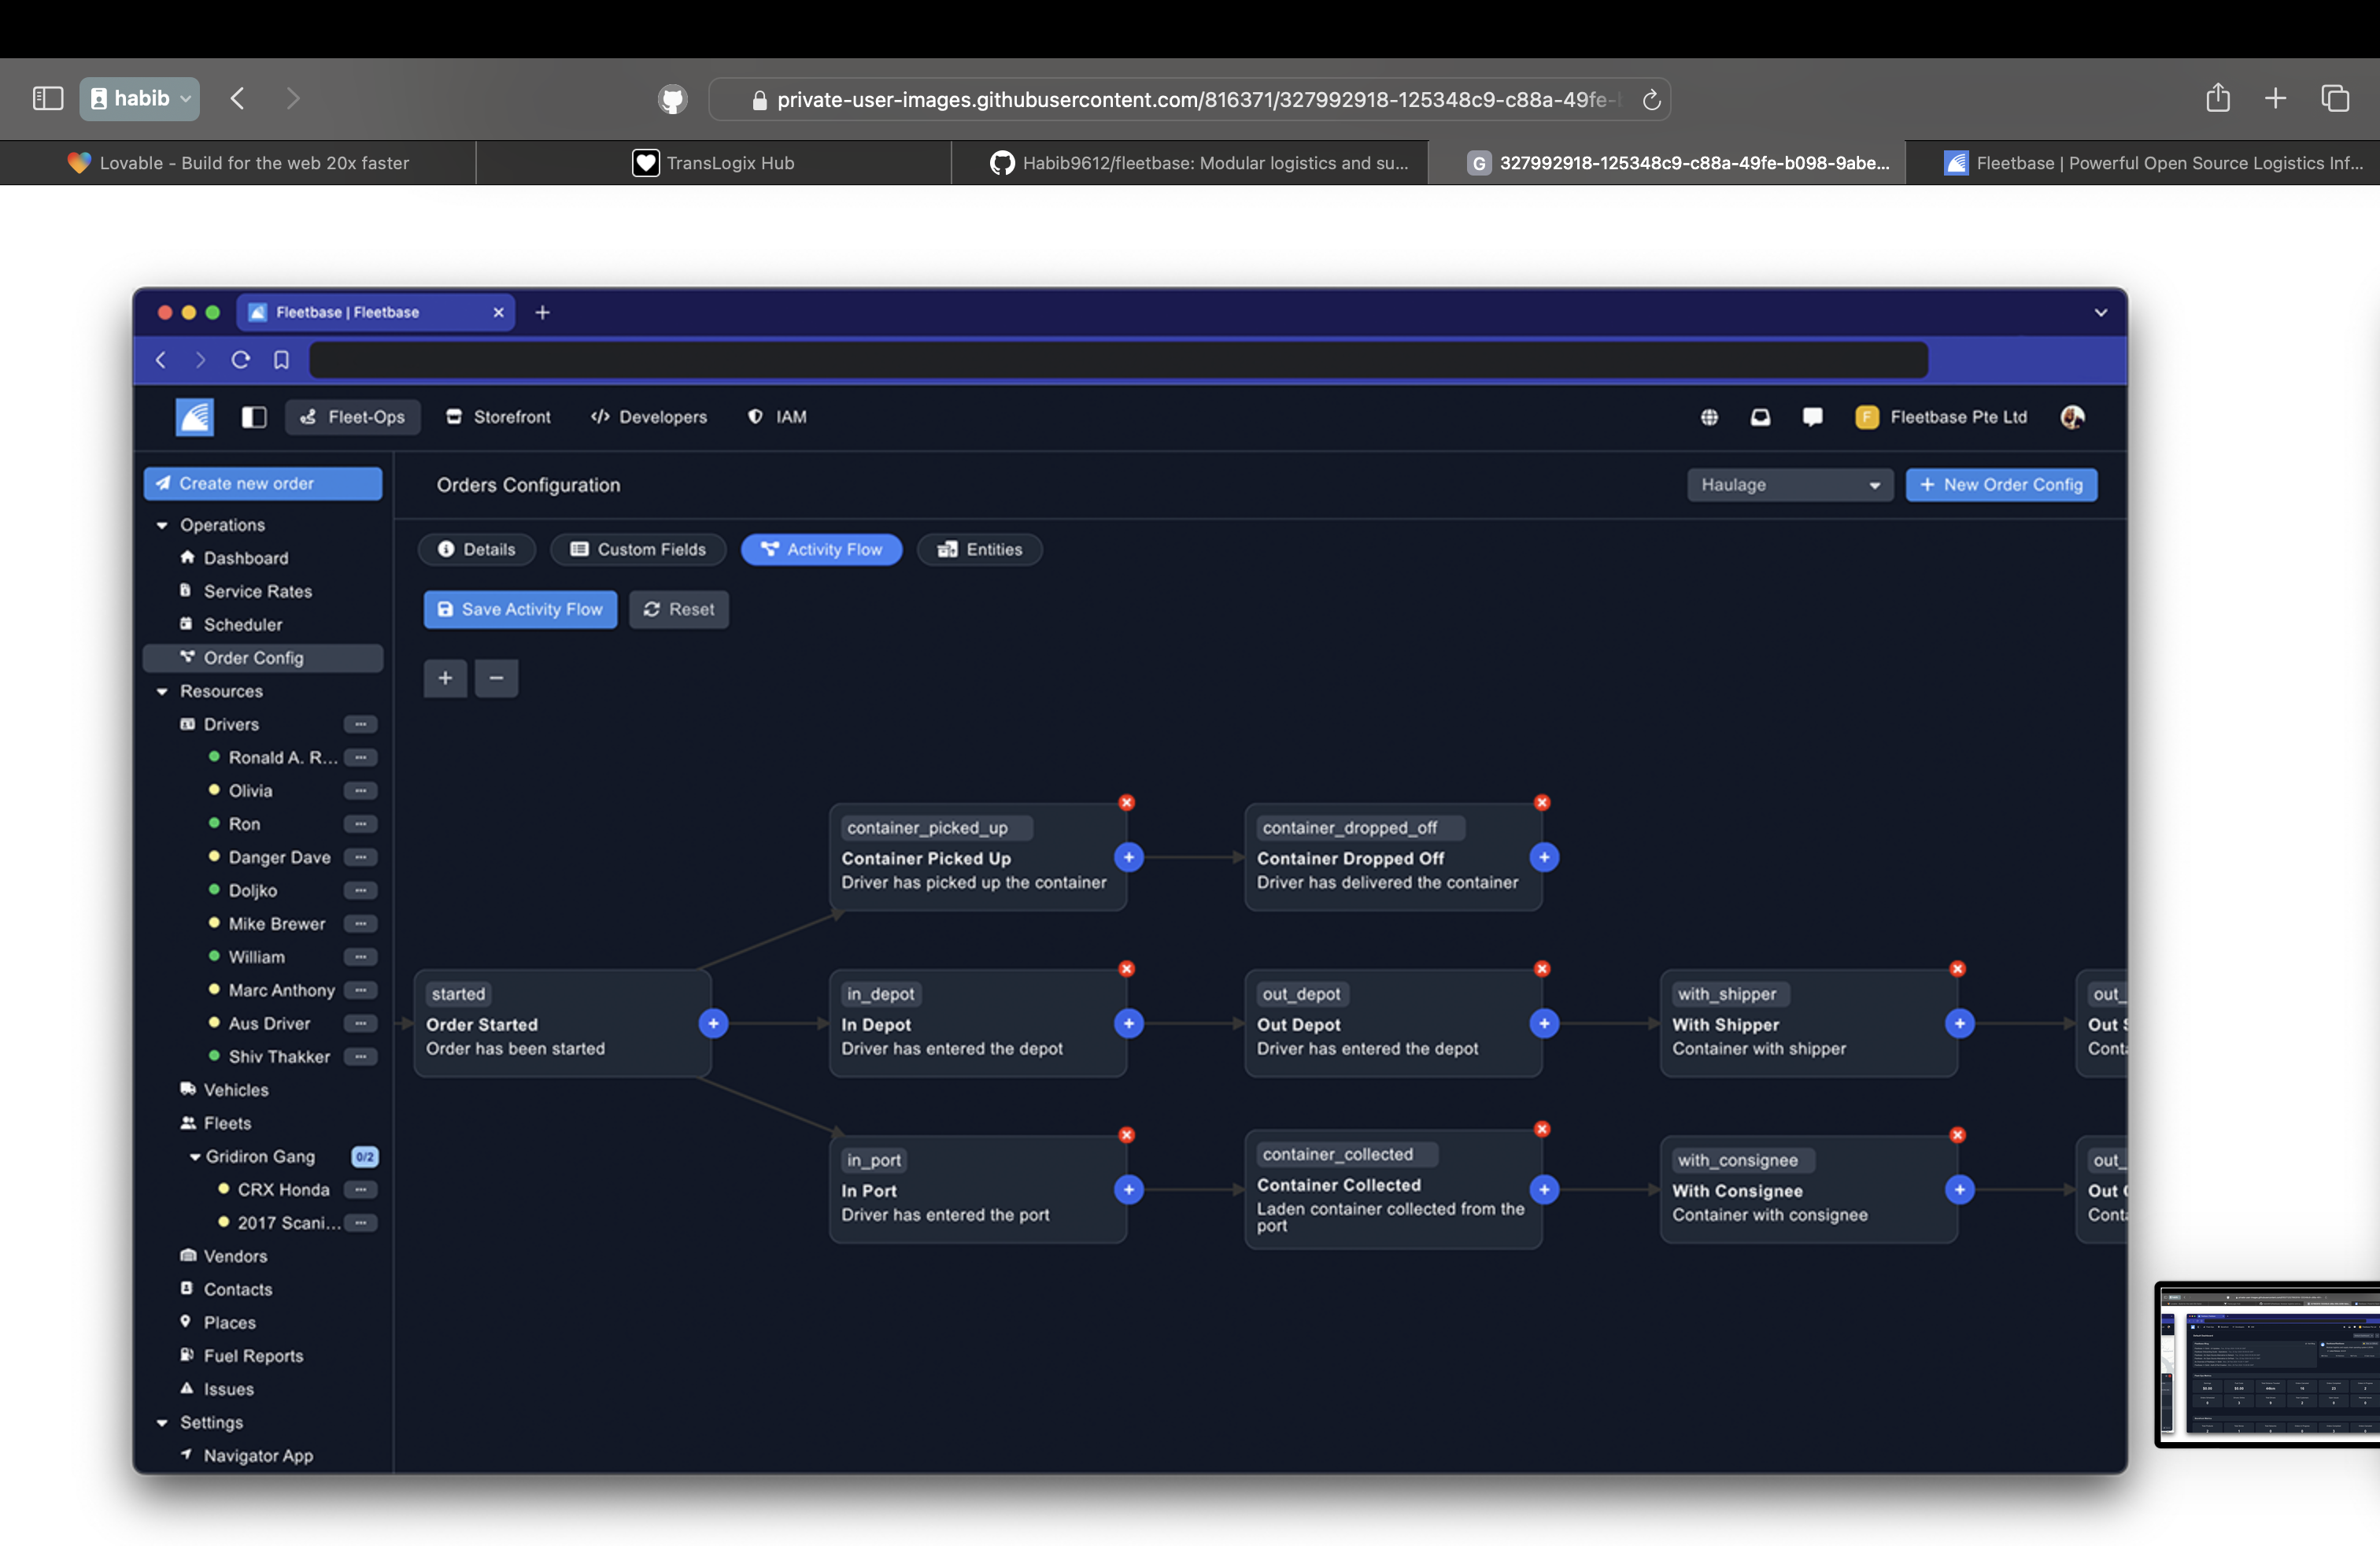 habib
private-user-images.githubusercontent.com/816371/327992918-125348c9-c88a-49fe-
Lovable - Build for the web 20x faster
TransLogix Hub
Habib9612/fleetbase: Modular logistics and su...
G
327992918-125348c9-c88a-49fe-b098-9abe...
Fleetbase | Powerful Open Source Logistics Inf...
Fleetbase | Fleetbase
Fleet-Ops
Storefront
Developers
IAM
F
Fleetbase Pte Ltd
Create new order
Orders Configuration
Haulage
New Order Config
Operations
Dashboard
Service Rates
Scheduler
Order Config
Resources
Drivers
Ronald A. R...
Olivia
Ron
Danger Dave
Doljko
Mike Brewer
William
Marc Anthony
Aus Driver
Shiv Thakker
Vehicles
Fleets
Gridiron Gang
0/2
CRX Honda
2017 Scani...
Vendors
Contacts
Places
Fuel Reports
Issues
Settings
Navigator App
Details
Custom Fields
Activity Flow
Entities
Save Activity Flow
Reset
container_picked_up
Container Picked Up
Driver has picked up the container
container_dropped_off
Container Dropped Off
Driver has delivered the container
started
Order Started
Order has been started
in_depot
In Depot
Driver has entered the depot
out_depot
Out Depot
Driver has entered the depot
with_shipper
With Shipper
Container with shipper
out_
Out
Conta
in_port
In Port
Driver has entered the port
container_collected
Container Collected
Laden container collected from the
port
with_consignee
With Consignee
Container with consignee
out_
Out
Conta